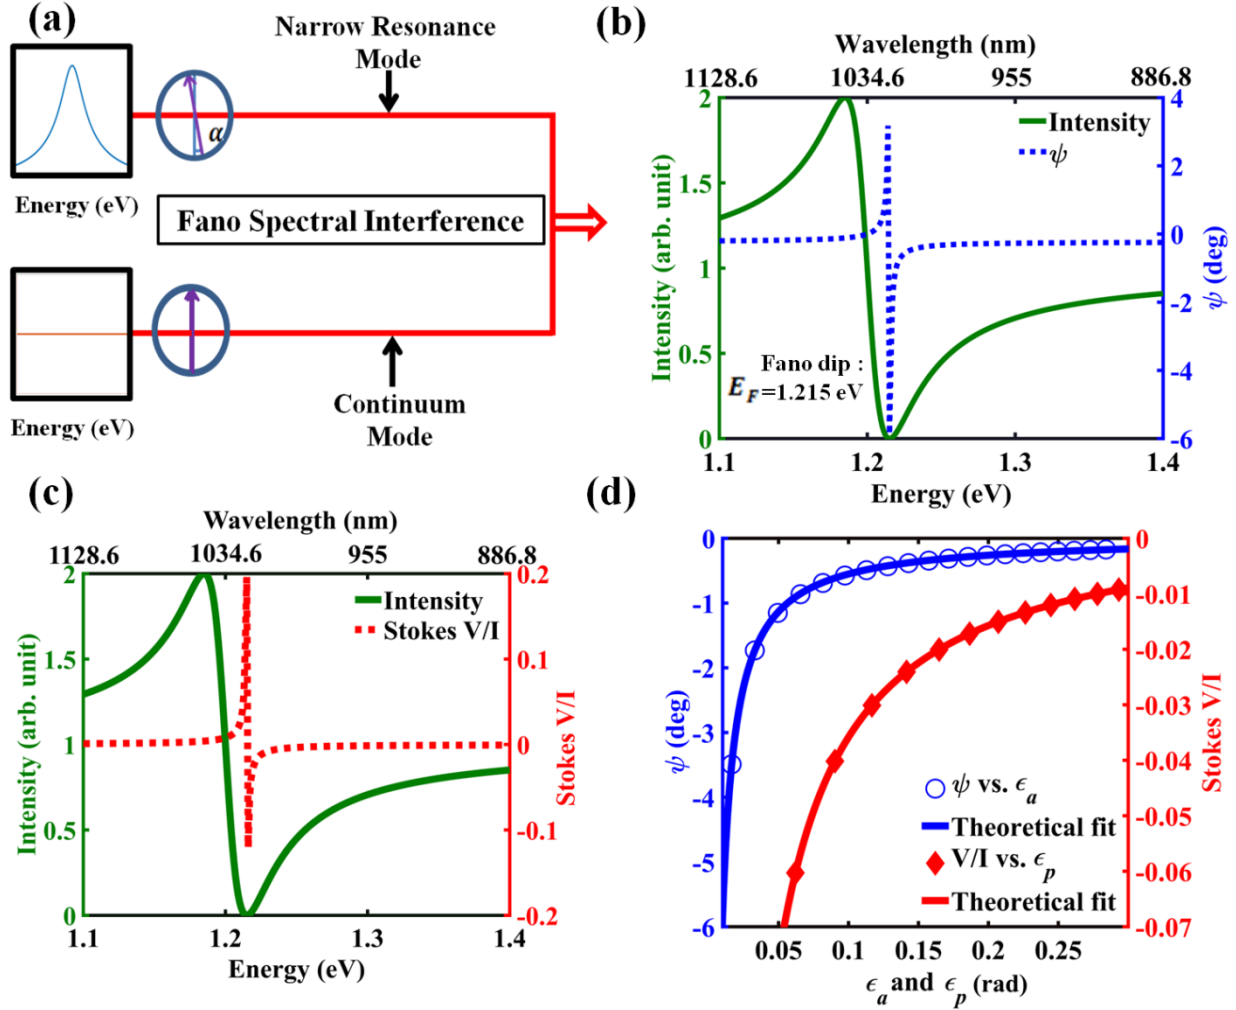 (a)
Narrow Resonance
Mode
α
Energy (eV)
Fano Spectral Interference
Energy (eV)
Continuum
Mode
(b)
Wavelength (nm)
1128.6 1034.6 955 886.8
2
1.5
1
0.5
0
Intensity (arb. unit)
4
2
0
-2
-4
-6
ψ (deg)
Intensity
ψ
Fano dip :
E_F=1.215 eV
1.1 1.2 1.3 1.4
Energy (eV)
(c)
Wavelength (nm)
1128.6 1034.6 955 886.8
2
1.5
1
0.5
0
Intensity (arb. unit)
0.2
0.1
0
-0.1
-0.2
Stokes V/I
Intensity
Stokes V/I
1.1 1.2 1.3 1.4
Energy (eV)
(d)
0
-1
-2
-3
-4
-5
-6
ψ (deg)
0
-0.01
-0.02
-0.03
-0.04
-0.05
-0.06
-0.07
Stokes V/I
ψ vs. ϵ_a
Theoretical fit
V/I vs. ϵ_p
Theoretical fit
0.05 0.1 0.15 0.2 0.25
ϵ_a and ϵ_p (rad)